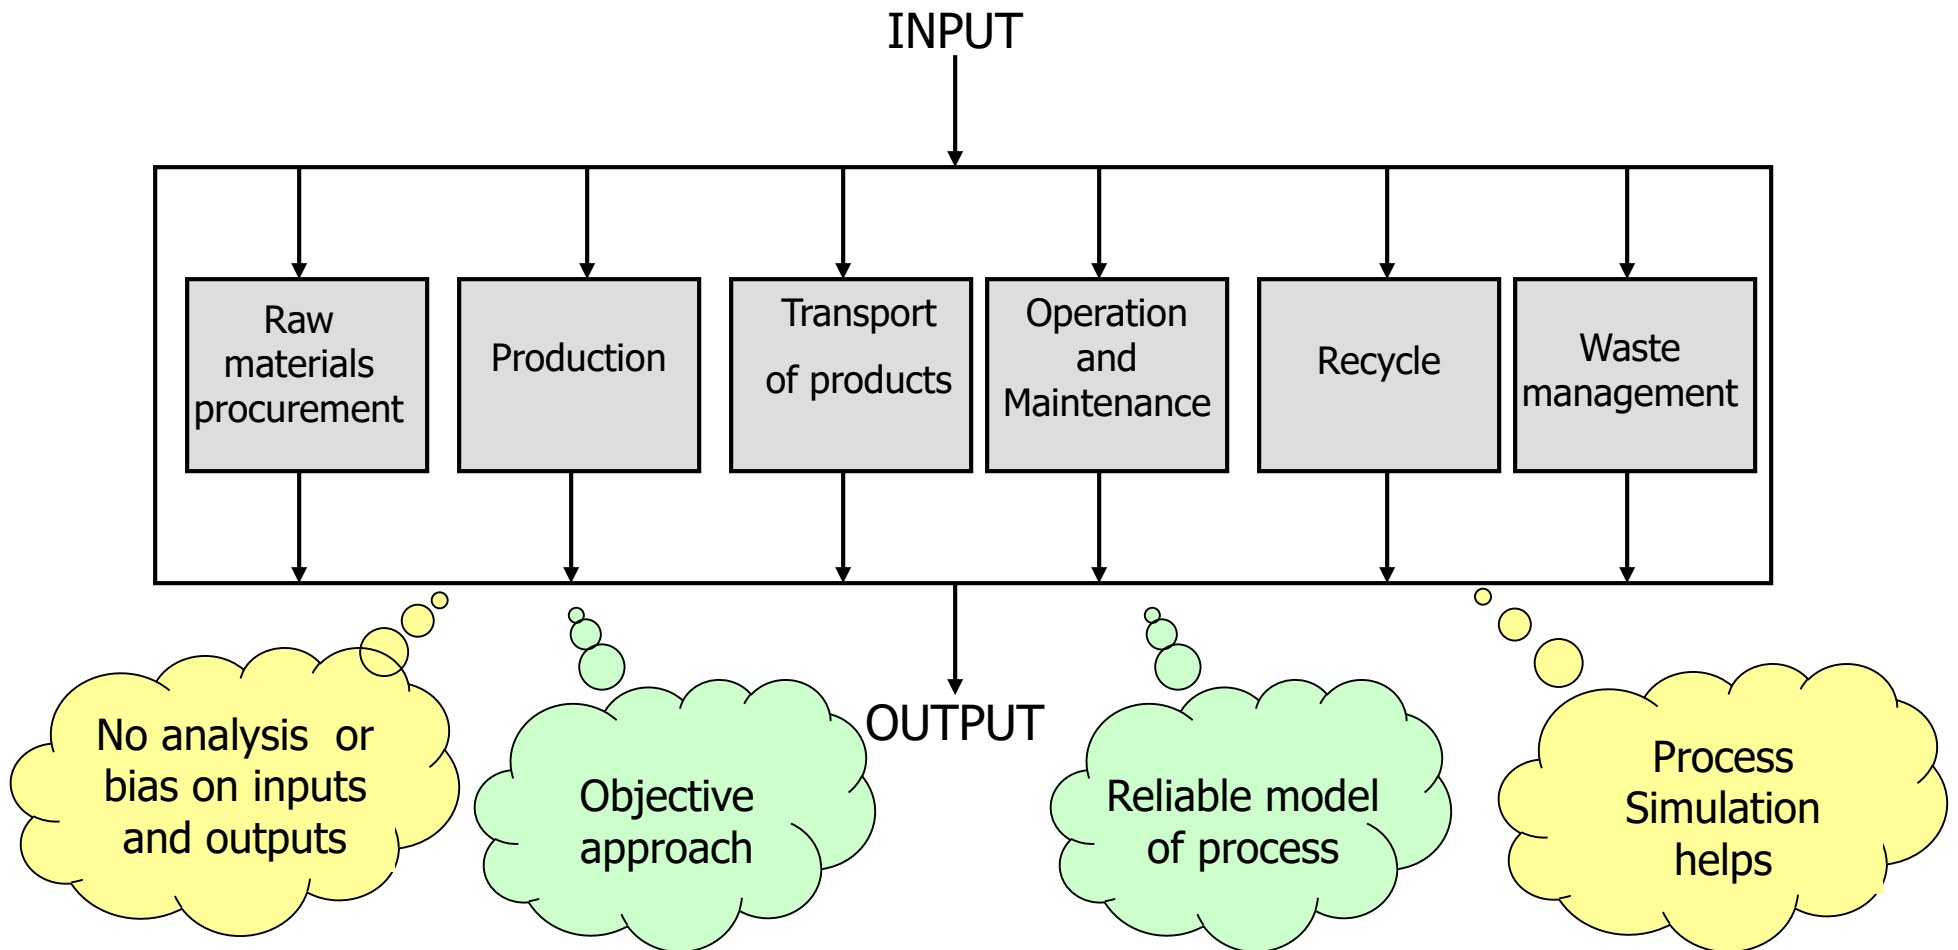 INPUT
Raw
materials
procurement
Production
Transport
of products
Operation
and
Maintenance
Recycle
Waste
management
OUTPUT
No analysis  or
bias on inputs
and outputs
Objective
approach
Reliable model
of process
Process
Simulation
helps